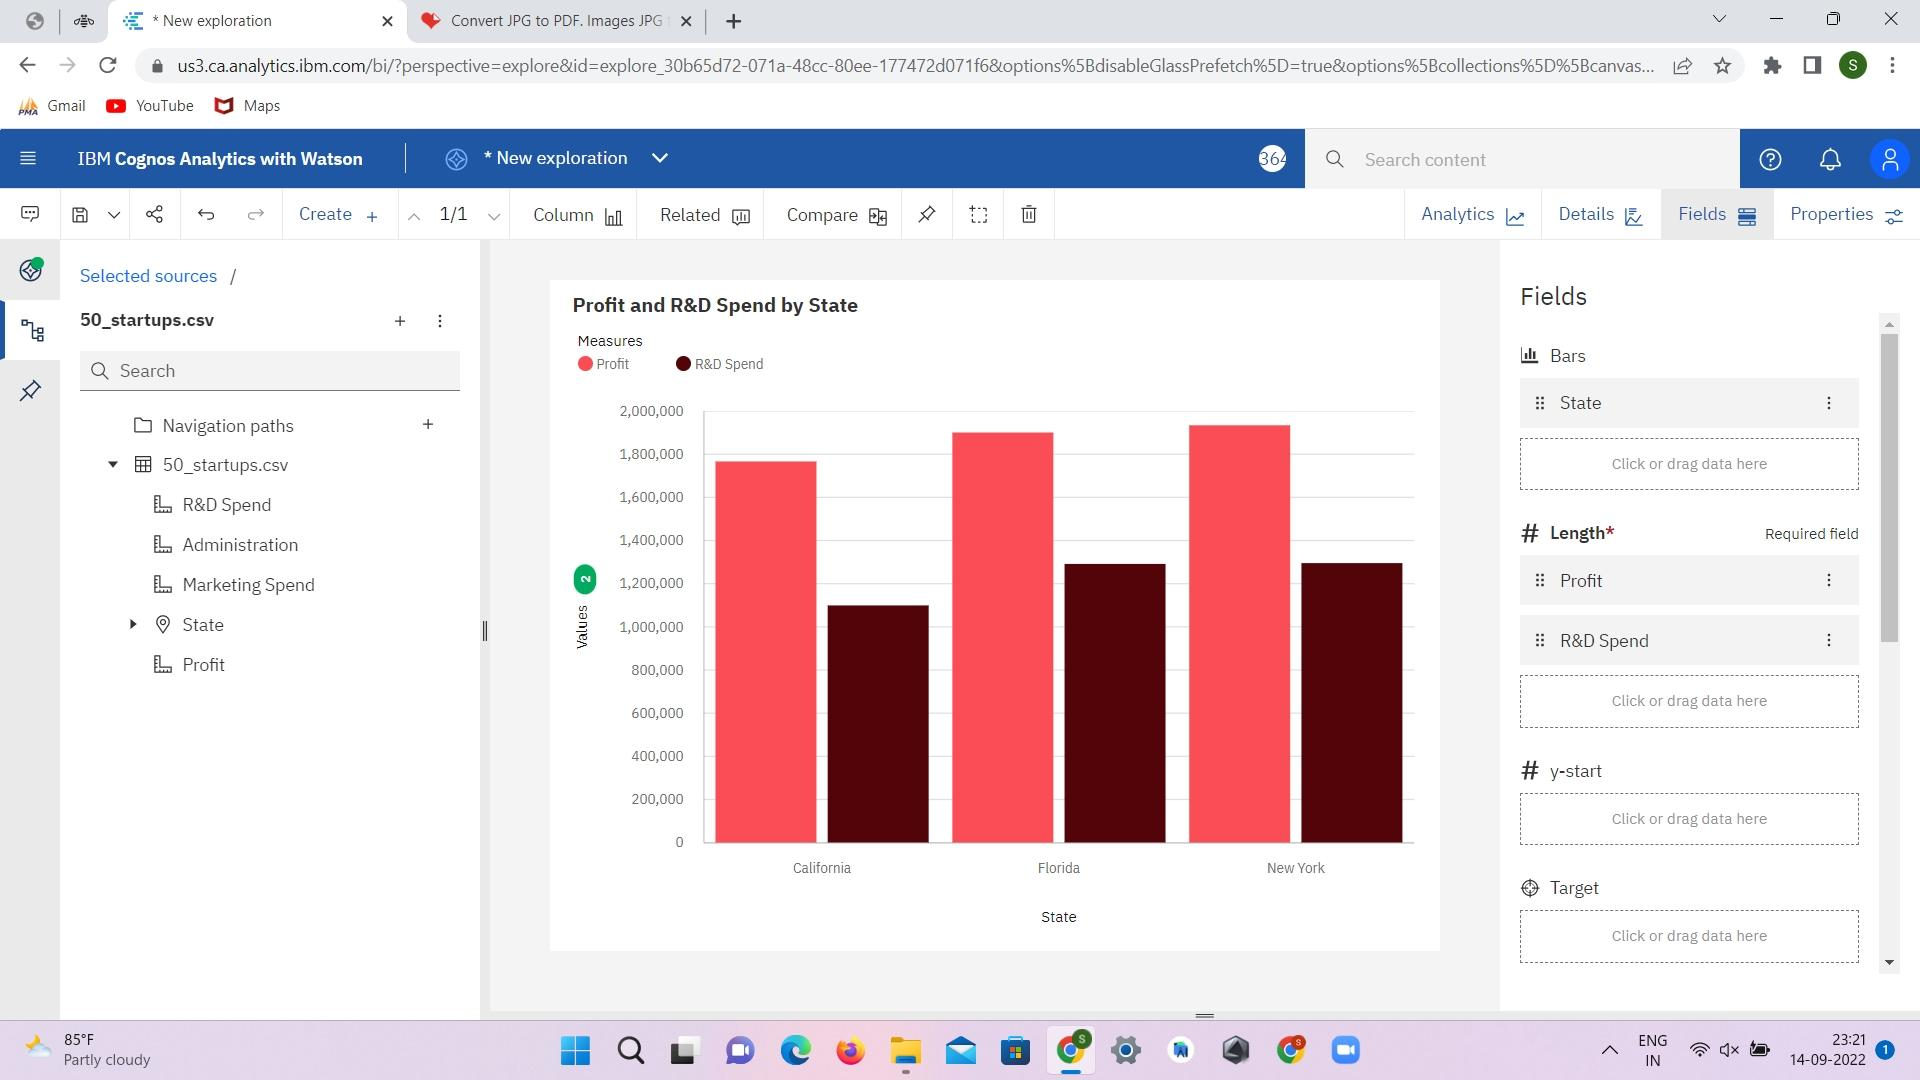 * New exploration
Convert JPG to PDF. Images JPG
us3.ca.analytics.ibm.com/bi/?perspective=explore&id=explore_30b65d72-071a-48cc-80ee-177472d071f6&options%5BdisableGlassPrefetch%5D=true&options%5Bcollections%5D%5Bcanvas...
S
PMA
Gmail
YouTube
Maps
IBM Cognos Analytics with Watson
* New exploration
364
Search content
Create +
1/1
Column
Related
Compare
Analytics
Details
Fields
Properties
Selected sources /
50_startups.csv
Search
Navigation paths
50_startups.csv
R&D Spend
Administration
Marketing Spend
State
Profit
Profit and R&D Spend by State
Measures
Profit
R&D Spend
2,000,000
1,800,000
1,600,000
1,400,000
1,200,000
1,000,000
800,000
600,000
400,000
200,000
0
Values
2
California
Florida
New York
State
Fields
Bars
State
Click or drag data here
# Length*
Required field
Profit
R&D Spend
Click or drag data here
# y-start
Click or drag data here
Target
Click or drag data here
85°F
Partly cloudy
S
S
ENG
IN
23:21
14-09-2022
1